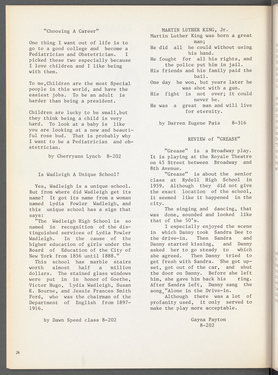 "Choosing A Career"
One thing I want out of life is to
go to a good college and become a
Pediatrician and Obstetrician. I
picked these two especially because
I love children and I like being
with them.
To me, Children are the most Special
people in this world, and have the
easiest jobs. To be an adult is
harder than being a president.
Children are lucky to be small, but
they think being a child is very
hard. To look at a baby is like
you are looking at a new and beauti-
ful rose bud. That is probably why
I want to be a Pediatrician and ob-
stetrician.
by Cherryann Lynch 8-202
Is Wadleigh A Unique School?
Yes, Wadleigh is a unique school.
But from where did Wadleigh get its
name? It got its name from a woman
named Lydia Fowler Wadleigh, and
this unique school has a sign that
says:
"The Wadleigh High School is so
named in recognition of the dis-
tinguished services of Lydia Fowler
Wadleigh. In the cause of the
higher education of girls under the
Board of Education of the City of
New York from 1856 until 1888."
This school has marble stairs
worth almost half a million
dollars. The stained glass windows
were put in in honor of Goethe,
Victor Hugo, Lydia Wadleigh, Susan
K. Bourne, and Jessie Frances Smith
Ford, who was the chairman of the
Department of English from 1897-
1916.
by Dawn Speed class 8-202
24
MARTIN LUTHER KING, Jr.
Martin Luther King was born a great
man;
He did all he could without using
his hand.
He fought for all his rights, and
the police put him in jail.
His friends and his family paid the
bail.
One day he won, but years later he
was shot with a gun.
His fight is not over; it could
never be.
He was a great man and will live
for eternity.
by Darren Eugene Pain 8-316
REVIEW OF "GREASE"
"Grease" is a Broadway play.
It is playing at the Royale Theatre
on 45 Street between Broadway and
8th Avenue.
"Grease" is about the senior
class at Rydell High School in
1959. Although they did not give
the exact location of the school,
it seemed like it happened in the
city.
The singing and dancing, that
was done, sounded and looked like
that of the 50's.
I especially enjoyed the scene
in which Danny took Sandra Dee to
the drive-in. Then Sandra and
Danny started kissing, and Danny
asked her to go steady to which
she agreed. Then Danny tried to
get fresh with Sandra. She got up-
set, got out of the car, and shut
the door on Danny. Before she left
him, she gave him back his ring.
After Sandra left, Danny sang the
song, "Alone in the Drive-in.
Although there was a lot of
profanity used, it only served to
make the play more acceptable.
Gayna Payton
8-202